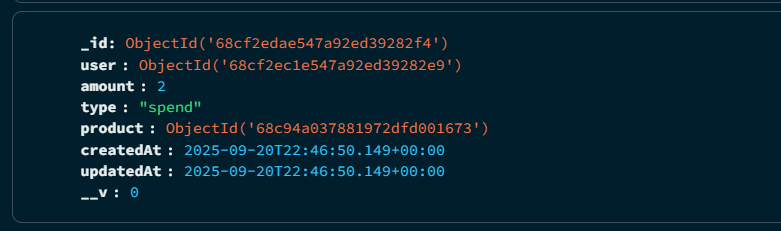 _id: ObjectId('68cf2edae547a92ed39282f4')
user : ObjectId('68cf2ec1e547a92ed39282e9')
amount : 2
type : "spend"
product : ObjectId('68c94a037881972dfd001673')
createdAt : 2025-09-20T22:46:50.149+00:00
updatedAt : 2025-09-20T22:46:50.149+00:00
__v : 0